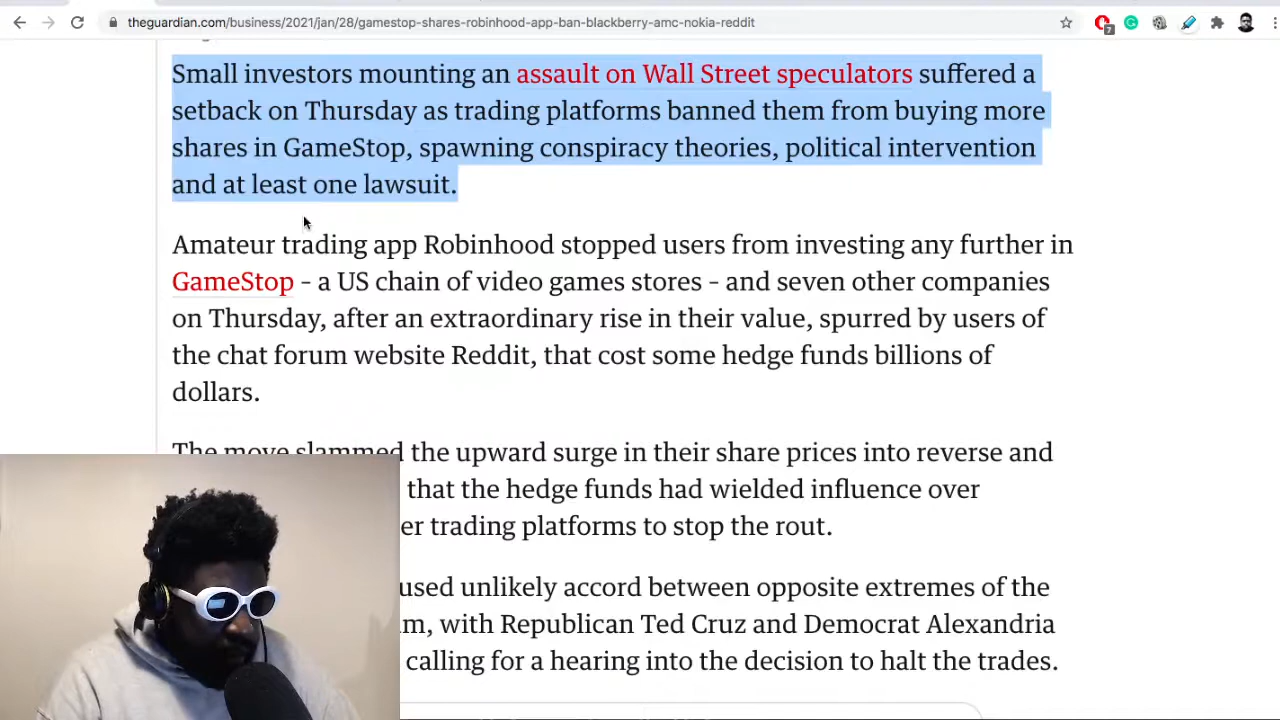 theguardian.com/business/2021/jan/28/gamestop-shares-robinhood-app-ban-blackberry-amc-nokia-reddit
7
Small investors mounting an assault on Wall Street speculators suffered a
setback on Thursday as trading platforms banned them from buying more
shares in GameStop, spawning conspiracy theories, political intervention
and at least one lawsuit.
Amateur trading app Robinhood stopped users from investing any further in
GameStop – a US chain of video games stores – and seven other companies
on Thursday, after an extraordinary rise in their value, spurred by users of
the chat forum website Reddit, that cost some hedge funds billions of
dollars.
The move slammed the upward surge in their share prices into reverse and
that the hedge funds had wielded influence over
er trading platforms to stop the rout.
used unlikely accord between opposite extremes of the
m, with Republican Ted Cruz and Democrat Alexandria
calling for a hearing into the decision to halt the trades.